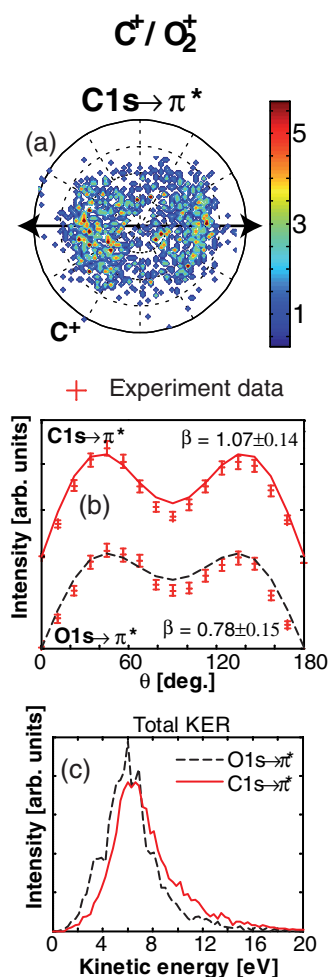 C⁺/ O₂⁺
C1s→π*
(a)
5
3
1
C⁺
Experiment data
C1s→π*
β = 1.07±0.14
(b)
Intensity [arb. units]
O1s→π*
β = 0.78±0.15
0 60 120 180
θ [deg.]
Total KER
(c)
O1s→π*
C1s→π*
Intensity [arb. units]
0 4 8 12 16 20
Kinetic energy [eV]